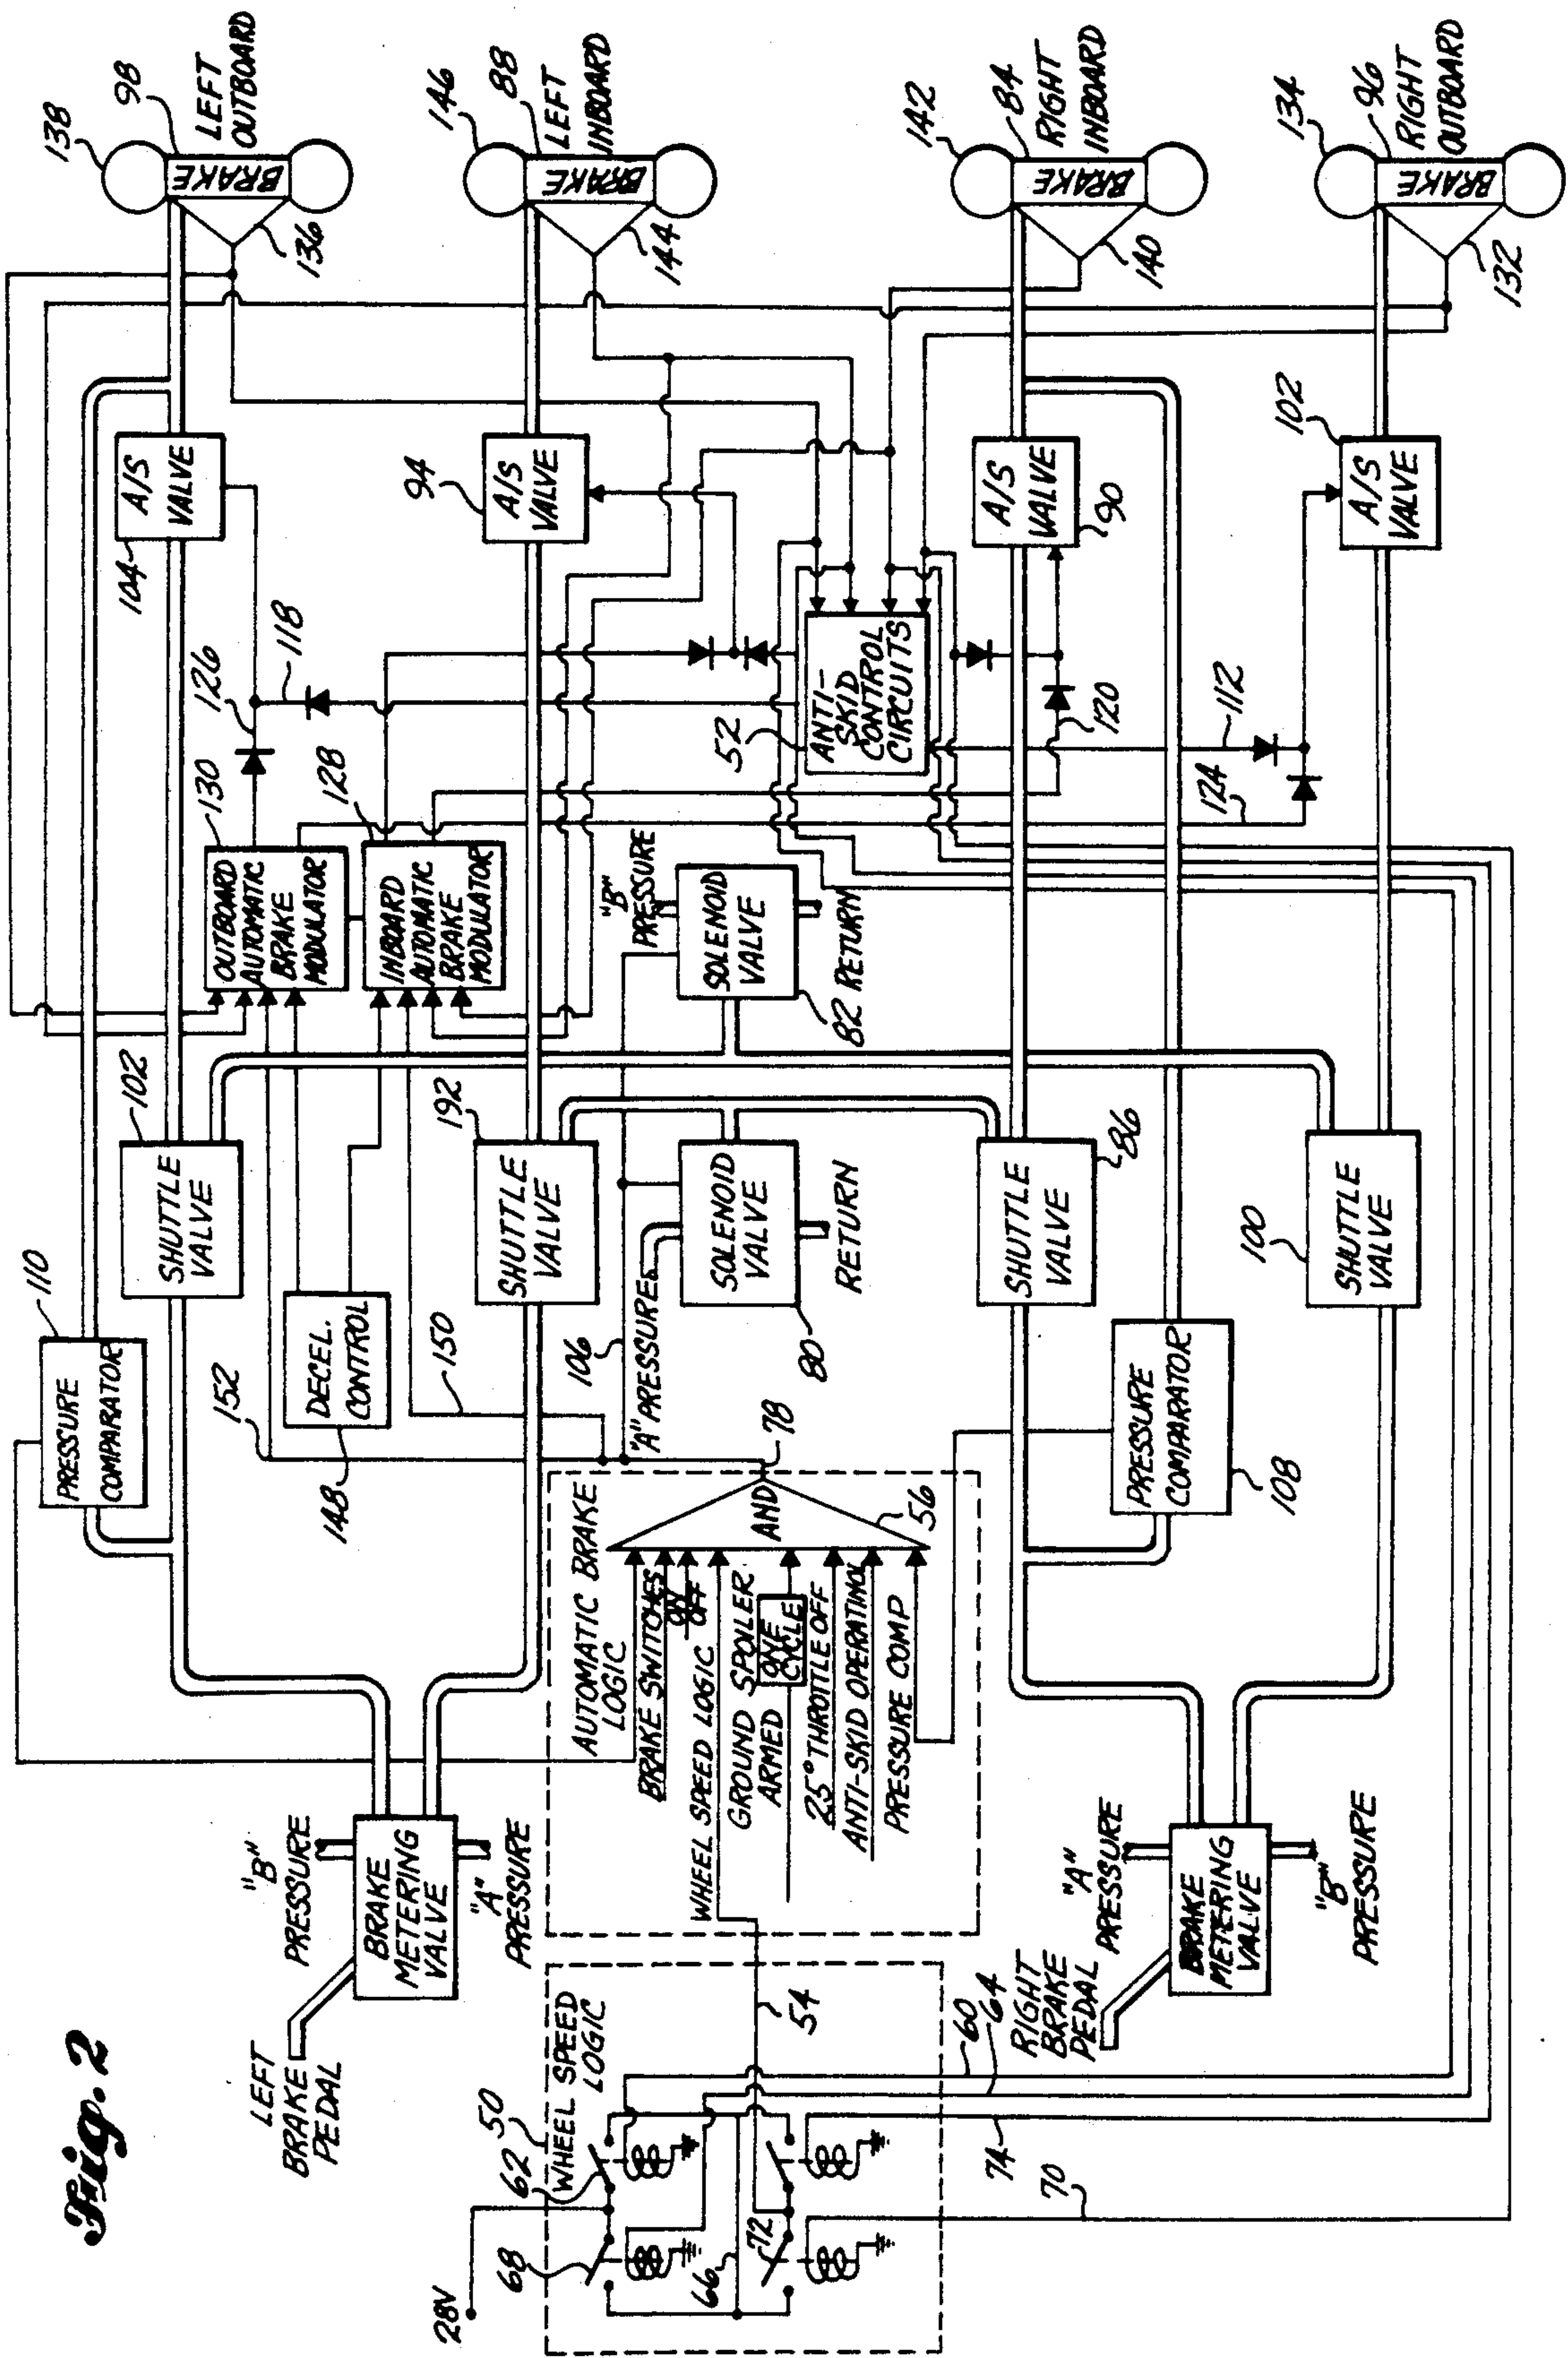 Fig. 2
138
98
LEFT
OUTBOARD
BRAKE
136
146
88
LEFT
INBOARD
BRAKE
144
142
84
RIGHT
INBOARD
BRAKE
140
134
96
RIGHT
OUTBOARD
BRAKE
132
A/S
VALVE
104
A/S
VALVE
94
A/S
VALVE
90
A/S
VALVE
102
126
118
130
OUTBOARD
AUTOMATIC
BRAKE
MODULATOR
128
INBOARD
AUTOMATIC
BRAKE
MODULATOR
52
ANTI-
SKID
CONTROL
CIRCUITS
120
112
124
"B"
PRESSURE
SOLENOID
VALVE
82
RETURN
102
SHUTTLE
VALVE
192
SHUTTLE
VALVE
SOLENOID
VALVE
80
RETURN
86
SHUTTLE
VALVE
100
SHUTTLE
VALVE
110
PRESSURE
COMPARATOR
152
DECEL.
CONTROL
148
150
106
"A" PRESSURE
78
PRESSURE
COMPARATOR
108
AUTOMATIC BRAKE
LOGIC
AND
56
BRAKE SWITCHES
ON
OFF
WHEEL SPEED LOGIC
GROUND SPOILER
ARMED
ONE
CYCLE
25° THROTTLE OFF
ANTI-SKID OPERATINOL
PRESSURE COMP
"B"
PRESSURE
BRAKE
METERING
VALVE
"A"
PRESSURE
LEFT
BRAKE
PEDAL
"A"
PRESSURE
BRAKE
METERING
VALVE
"B"
PRESSURE
RIGHT
BRAKE
PEDAL
50
WHEEL SPEED
LOGIC
54
60
64
62
68
66
72
74
70
28V